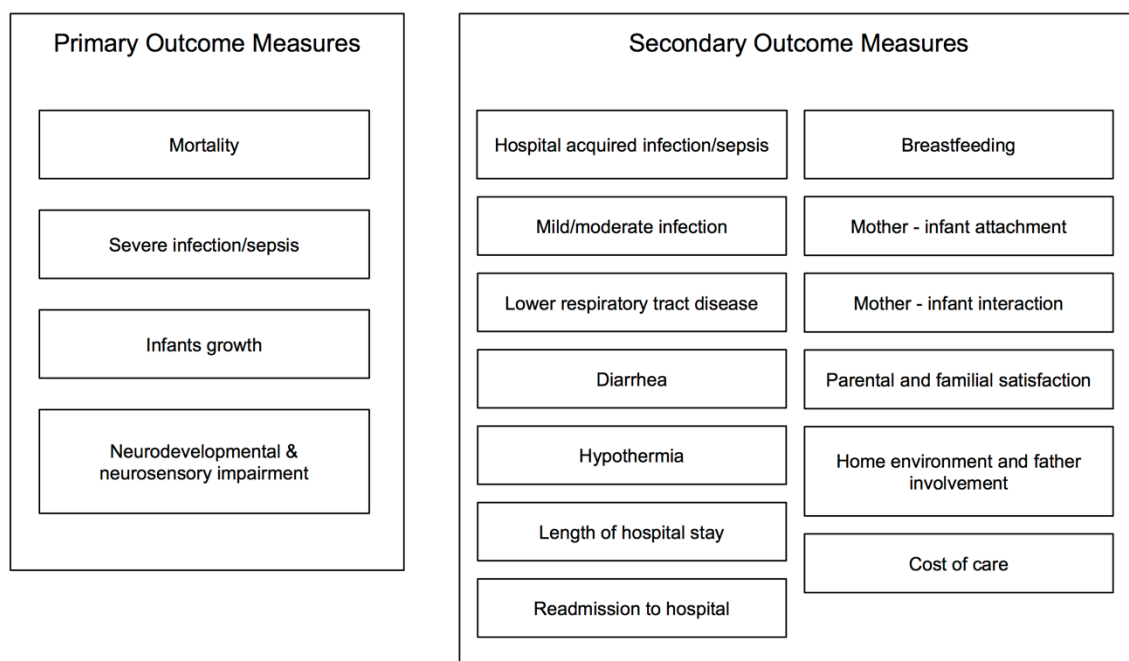 Primary Outcome Measures
Mortality
Severe infection/sepsis
Infants growth
Neurodevelopmental &
neurosensory impairment
Secondary Outcome Measures
Hospital acquired infection/sepsis
Mild/moderate infection
Lower respiratory tract disease
Diarrhea
Hypothermia
Length of hospital stay
Readmission to hospital
Breastfeeding
Mother - infant attachment
Mother - infant interaction
Parental and familial satisfaction
Home environment and father
involvement
Cost of care